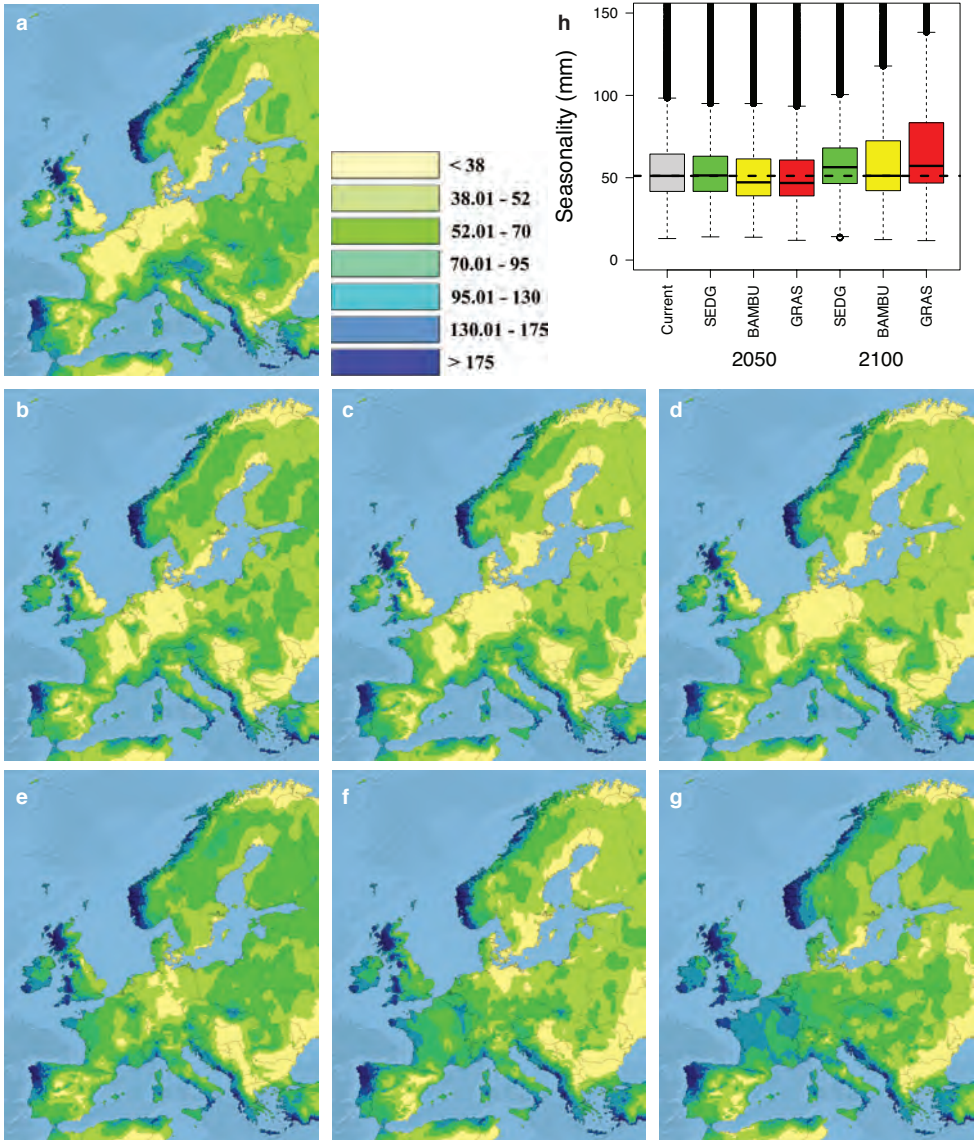 a
< 38
38.01 - 52
52.01 - 70
70.01 - 95
95.01 - 130
130.01 - 175
> 175
h
Seasonality (mm)
150
100
50
0
Current
SEDG
BAMBU
GRAS
SEDG
BAMBU
GRAS
2050
2100
b
c
d
e
f
g